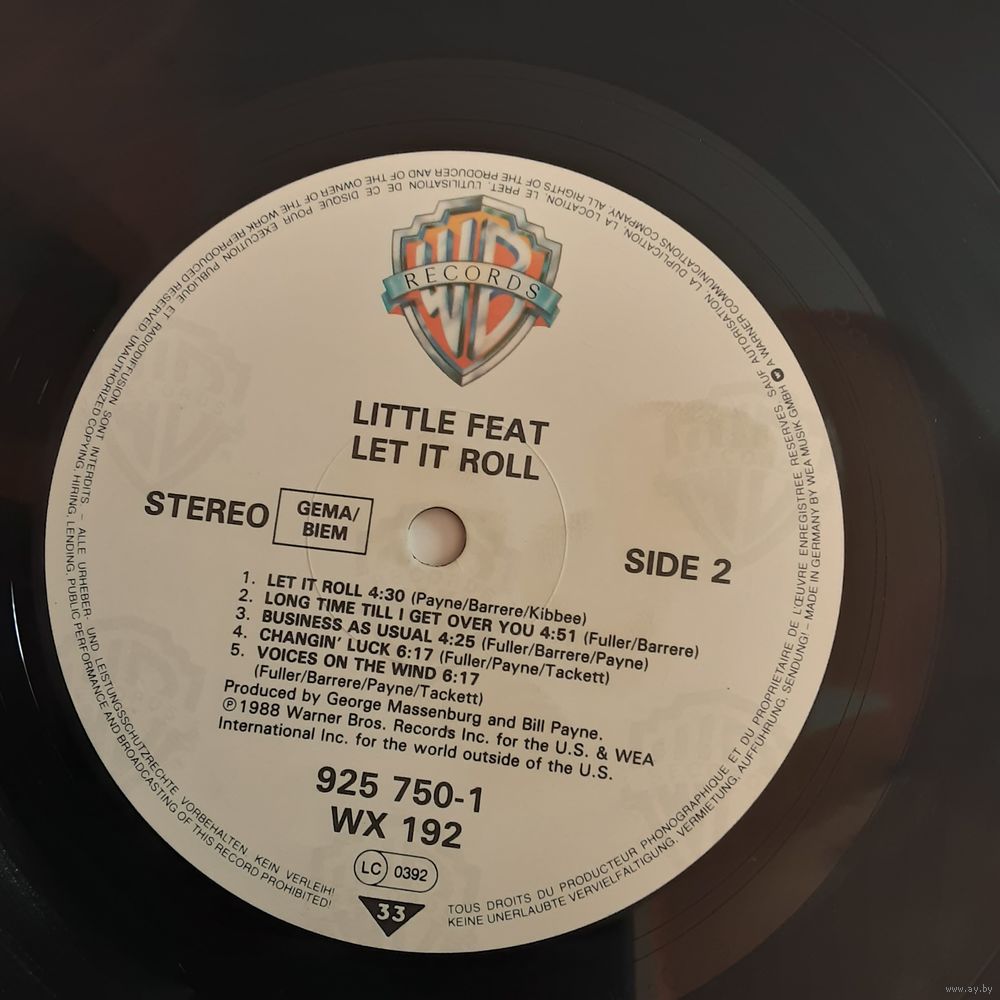 WB
RECORDS
LITTLE FEAT
LET IT ROLL
STEREO
GEMA/
BIEM
SIDE 2
1. LET IT ROLL 4:30 (Payne/Barrere/Kibbee)
2. LONG TIME TILL I GET OVER YOU 4:51 (Fuller/Barrere)
3. BUSINESS AS USUAL 4:25 (Fuller/Barrere/Payne)
4. CHANGIN' LUCK 6:17 (Fuller/Payne/Tackett)
5. VOICES ON THE WIND 6:17
(Fuller/Barrere/Payne/Tackett)
Produced by George Massenburg and Bill Payne.
℗1988 Warner Bros. Records Inc. for the U.S. & WEA
International Inc. for the world outside of the U.S.
925 750-1
WX 192
LC 0392
33
TOUS DROITS DU PRODUCTEUR PHONOGRAPHIQUE ET DU PROPRIETAIRE DE L'ŒUVRE ENREGISTREE RESERVES. SAUF AUTORISATION, LA DUPLICATION, LA LOCATION, LE PRET, L'UTILISATION DE CE DISQUE POUR EXECUTION PUBLIQUE ET RADIODIFFUSION SONT INTERDITS – ALLE URHEBER- UND LEISTUNGSSCHUTZRECHTE VORBEHALTEN. KEIN VERLEIH!
KEINE UNERLAUBTE VERVIELFÄLTIGUNG, VERMIETUNG, AUFFÜHRUNG, SENDUNG! – MADE IN GERMANY BY WEA MUSIK GMBH A WARNER COMMUNICATIONS COMPANY. ALL RIGHTS OF THE PRODUCER AND OF THE OWNER OF THE WORK REPRODUCED RESERVED. UNAUTHORIZED COPYING, HIRING, LENDING, PUBLIC PERFORMANCE AND BROADCASTING OF THIS RECORD PROHIBITED!
www.ay.by